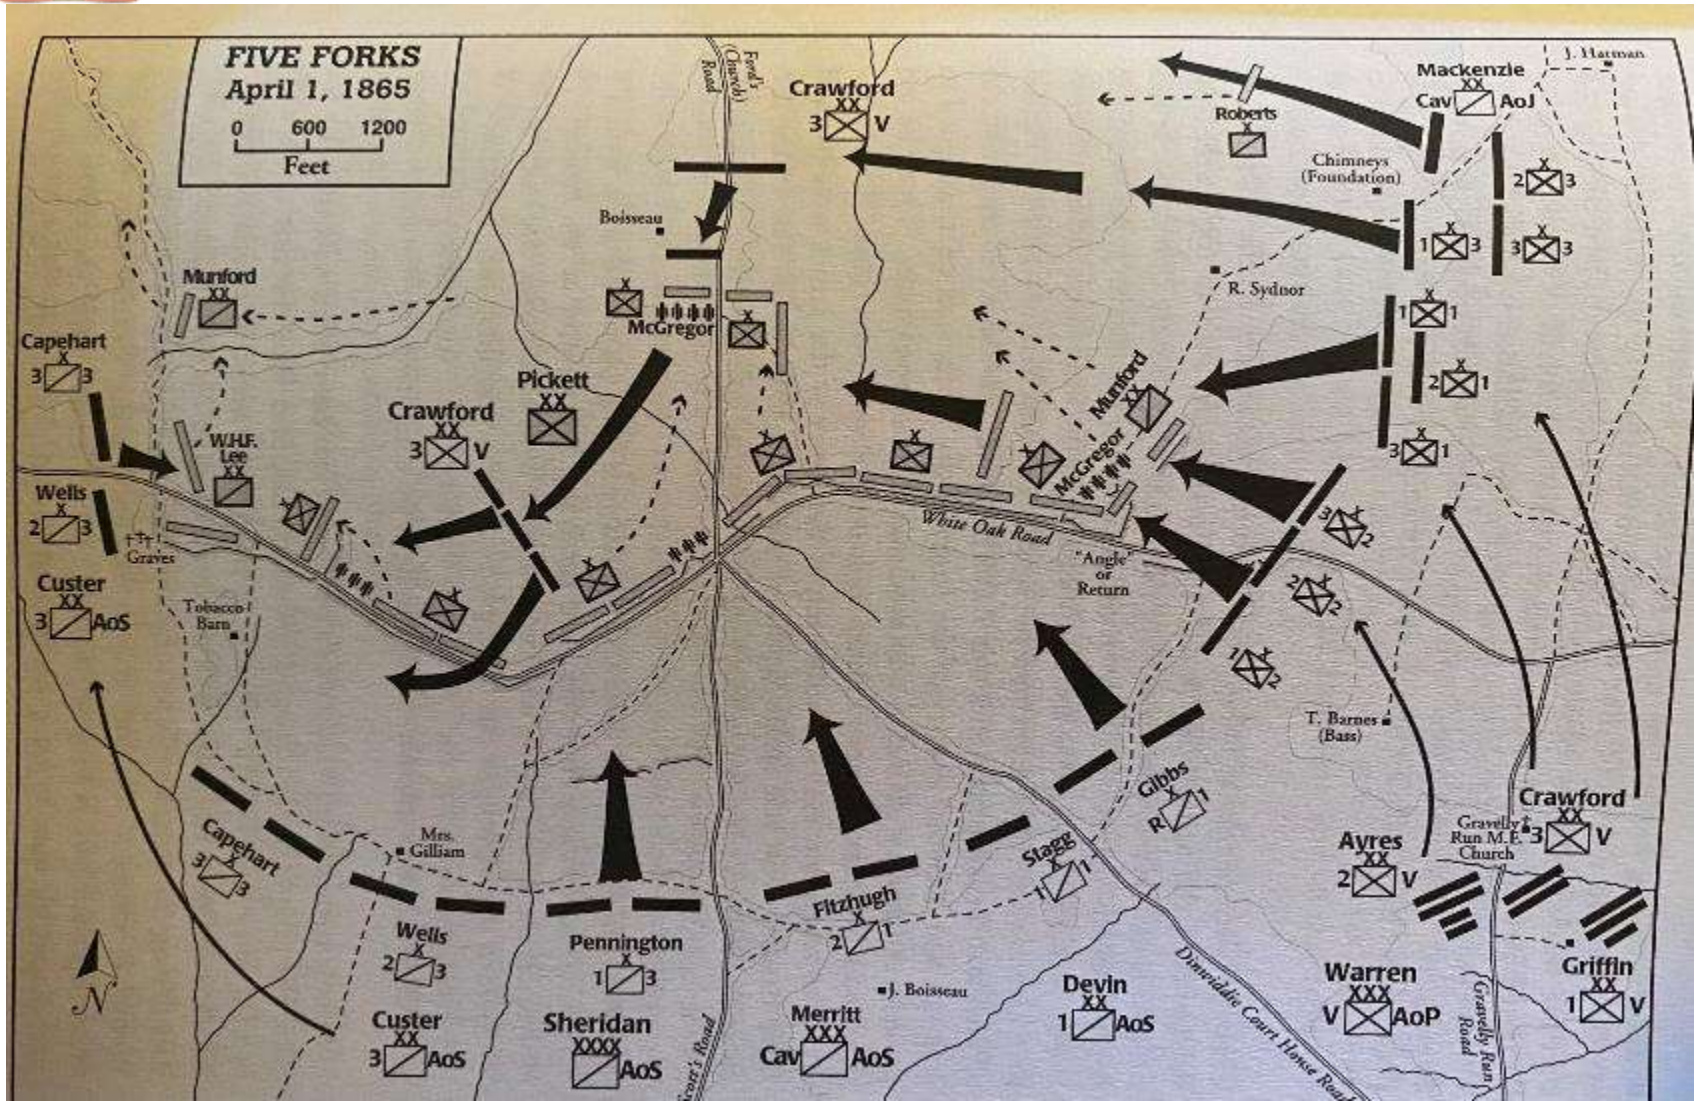 FIVE FORKS
April 1, 1865
0 600 1200
Feet
Ford's
(Church)
Road
Crawford
XX
3 V
Roberts
X
Mackenzie
XX
Cav AoJ
J. Harman
Chimneys
(Foundation)
X
2 3
X
1 3
X
3 3
Boisseau
R. Sydnor
Munford
XX
X
McGregor
X
X
1 1
X
2 1
X
3 1
Capehart
X
3 3
Pickett
XX
Crawford
XX
3 V
Munford
XX
McGregor
W.H.F.
Lee
XX
X
X
X
X
Wells
X
2 3
Graves
White Oak Road
"Angle"
or
Return
X
3 2
X
2 2
X
1 2
Custer
XX
3 AoS
Tobacco
Barn
X
X
T. Barnes
(Bass)
Gibbs
X
R 1
Crawford
XX
3 V
Gravelly
Run M.E.
Church
Ayres
XX
2 V
Capehart
X
3 3
Mrs.
Gilliam
Stagg
X
1 1
Fitzhugh
X
2 1
Wells
X
2 3
Pennington
X
1 3
N
J. Boisseau
Devin
XX
1 AoS
Warren
XXX
V AoP
Griffin
XX
1 V
Custer
XX
3 AoS
Sheridan
XXXX
AoS
Merritt
XXX
Cav AoS
Scott's Road
Dinwiddie Court House Road
Gravelly Run
Road